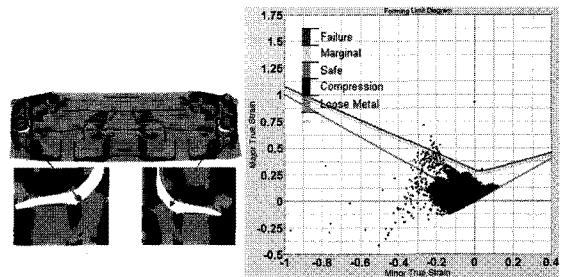 Forming Limit Diagram
1.75
1.5
1.25
1
0.75
0.5
0.25
0
-0.25
-0.5
Major True Strain
Failure
Marginal
Safe
Compression
Loose Metal
-1
-0.8
-0.6
-0.4
-0.2
0
0.2
0.4
Minor True Strain